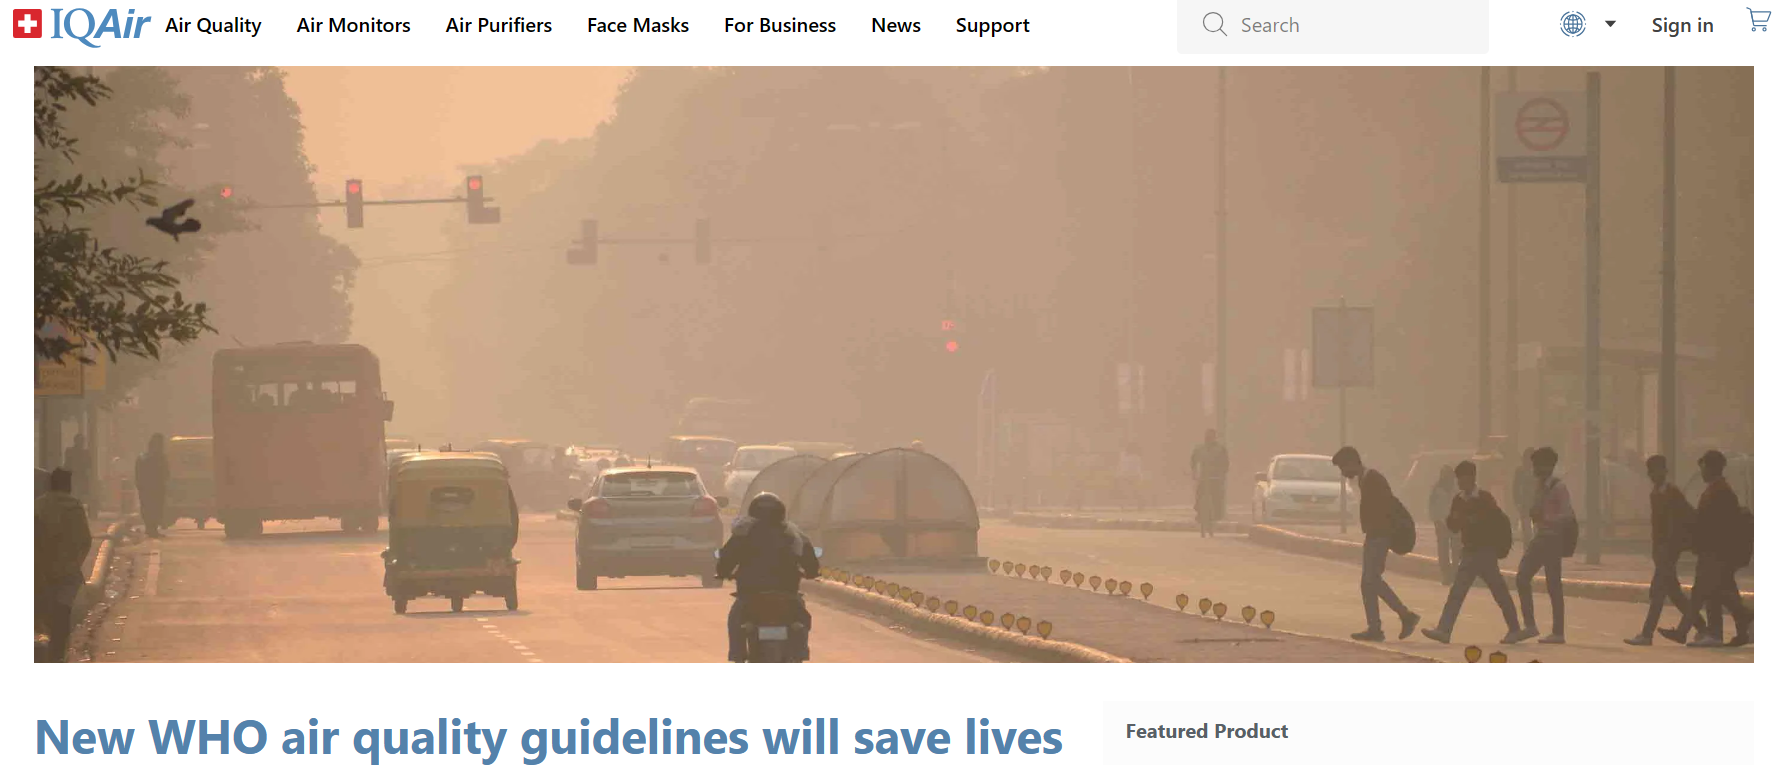 IQAir
Air Quality
Air Monitors
Air Purifiers
Face Masks
For Business
News
Support
Search
Sign in
New WHO air quality guidelines will save lives
Featured Product